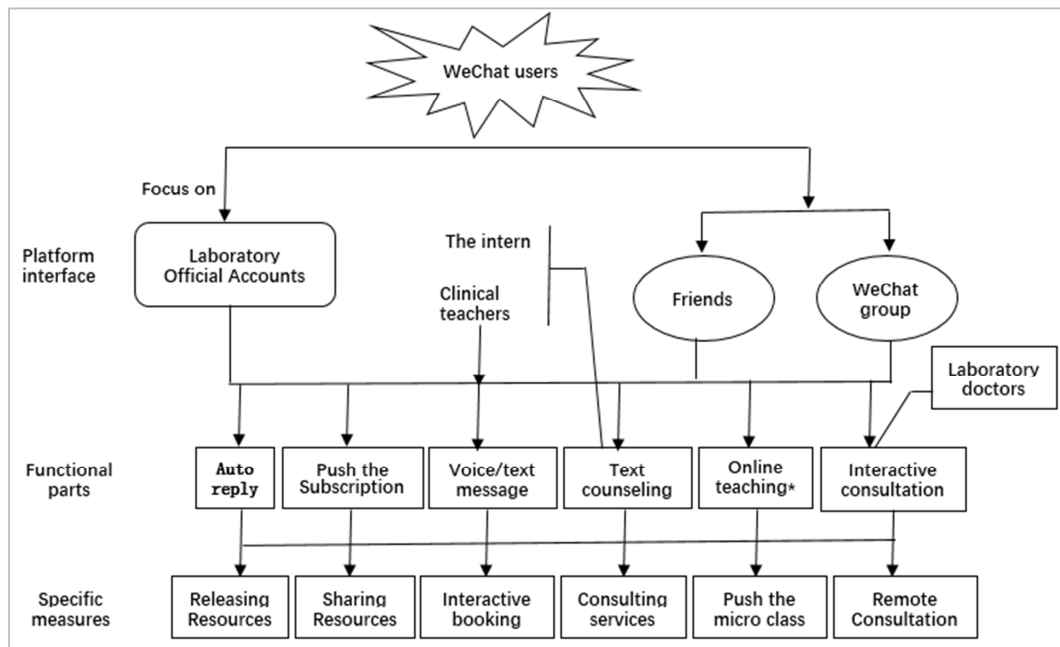 WeChat users
Focus on
Platform
interface
Laboratory
Official Accounts
The intern
Clinical
teachers
Friends
WeChat
group
Laboratory
doctors
Functional
parts
Auto
reply
Push the
Subscription
Voice/text
message
Text
counseling
Online
teaching*
Interactive
consultation
Specific
measures
Releasing
Resources
Sharing
Resources
Interactive
booking
Consulting
services
Push the
micro class
Remote
Consultation